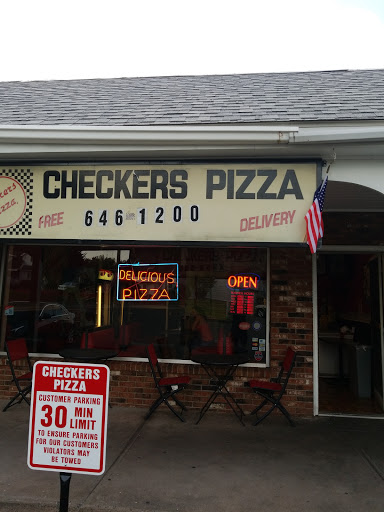 CHECKERS PIZZA
FREE 646-1200 DELIVERY
DELICIOUS
PIZZA
OPEN
CHECKERS
PIZZA
CUSTOMER PARKING
30 MIN LIMIT
TO ENSURE PARKING
FOR OUR CUSTOMERS
VIOLATORS MAY
BE TOWED